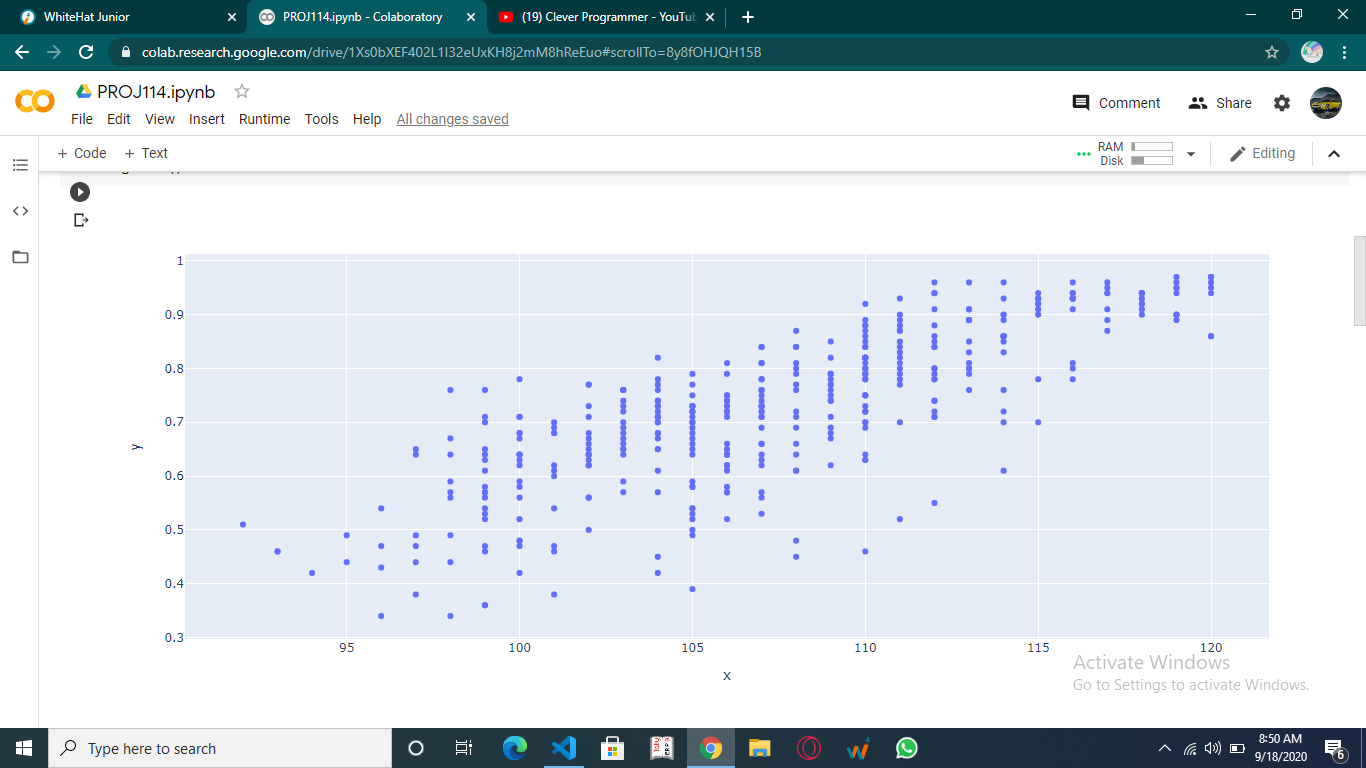 WhiteHat Junior
PROJ114.ipynb - Colaboratory
(19) Clever Programmer - YouTub
colab.research.google.com/drive/1Xs0bXEF402L1I32eUxKH8j2mM8hReEuo#scrollTo=8y8fOHJQH15B
PROJ114.ipynb
Comment
Share
File Edit View Insert Runtime Tools Help All changes saved
+ Code + Text
RAM
Disk
Editing
1
0.9
0.8
0.7
0.6
0.5
0.4
0.3
y
95 100 105 110 115 120
x
Activate Windows
Go to Settings to activate Windows.
Type here to search
8:50 AM
9/18/2020
6